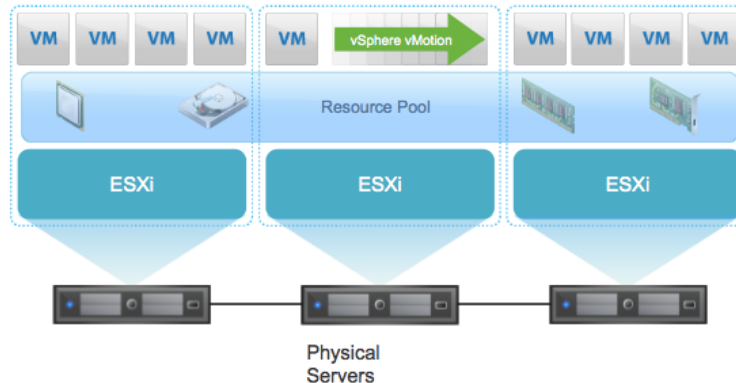 VM VM VM VM VM vSphere vMotion VM VM VM VM
Resource Pool
ESXi ESXi ESXi
Physical
Servers